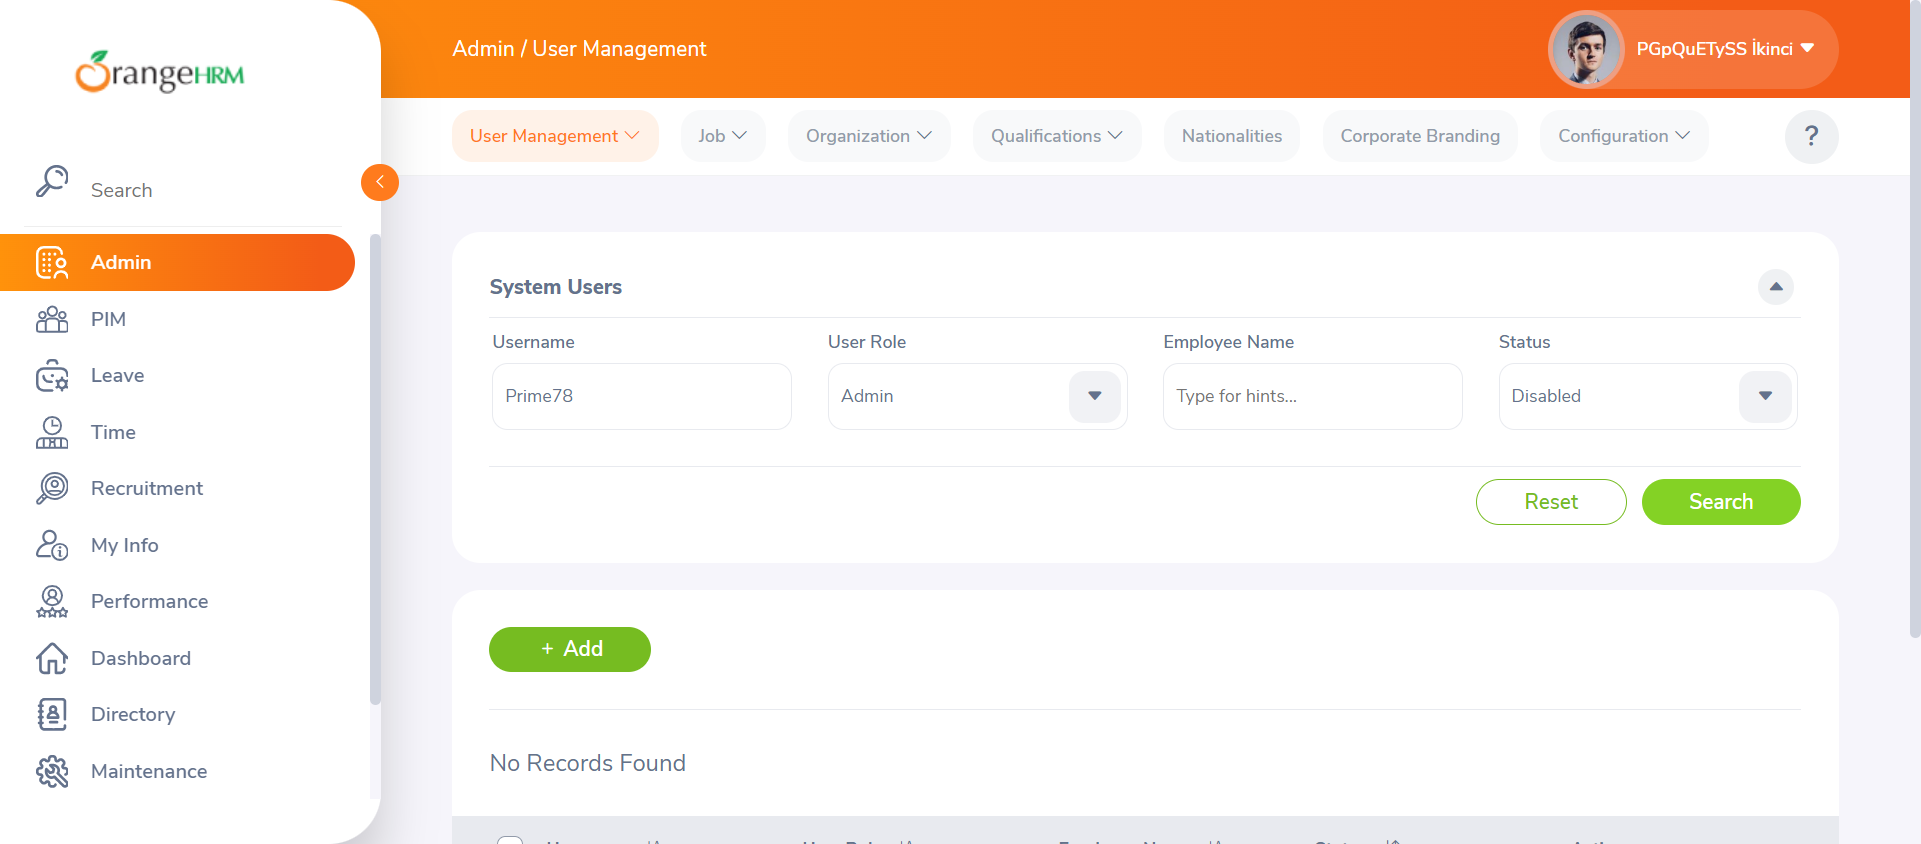 OrangeHRM
Admin / User Management
PGpQuETySS İkinci
User Management
Job
Organization
Qualifications
Nationalities
Corporate Branding
Configuration
?
Search
Admin
PIM
Leave
Time
Recruitment
My Info
Performance
Dashboard
Directory
Maintenance
System Users
Username
User Role
Employee Name
Status
Prime78
Admin
Type for hints...
Disabled
Reset
Search
+ Add
No Records Found